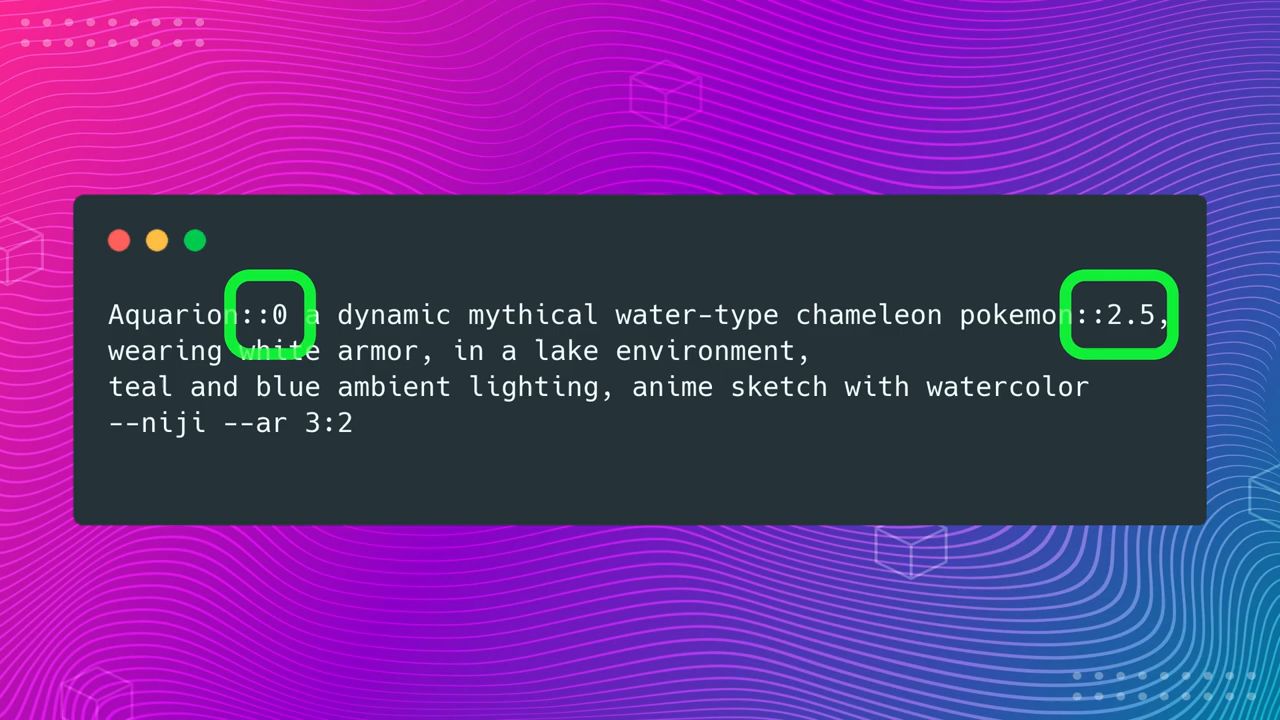 Aquarion::0 a dynamic mythical water-type chameleon pokemon::2.5,
wearing white armor, in a lake environment,
teal and blue ambient lighting, anime sketch with watercolor
--niji --ar 3:2